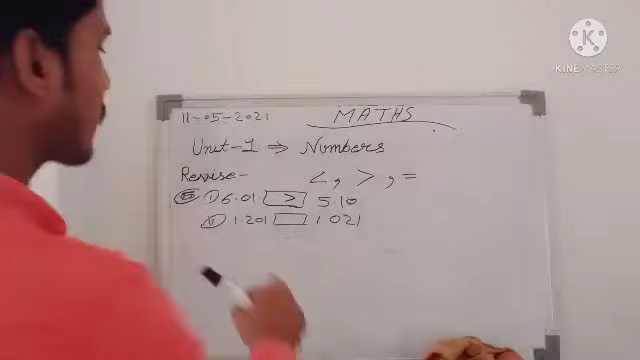 11-05-2021 MATHS
Unit-1 ⇒ Numbers
Revise- <, >, =
i) 6.01 > 5.10
ii) 1.201 1.021
K
KINEMASTER